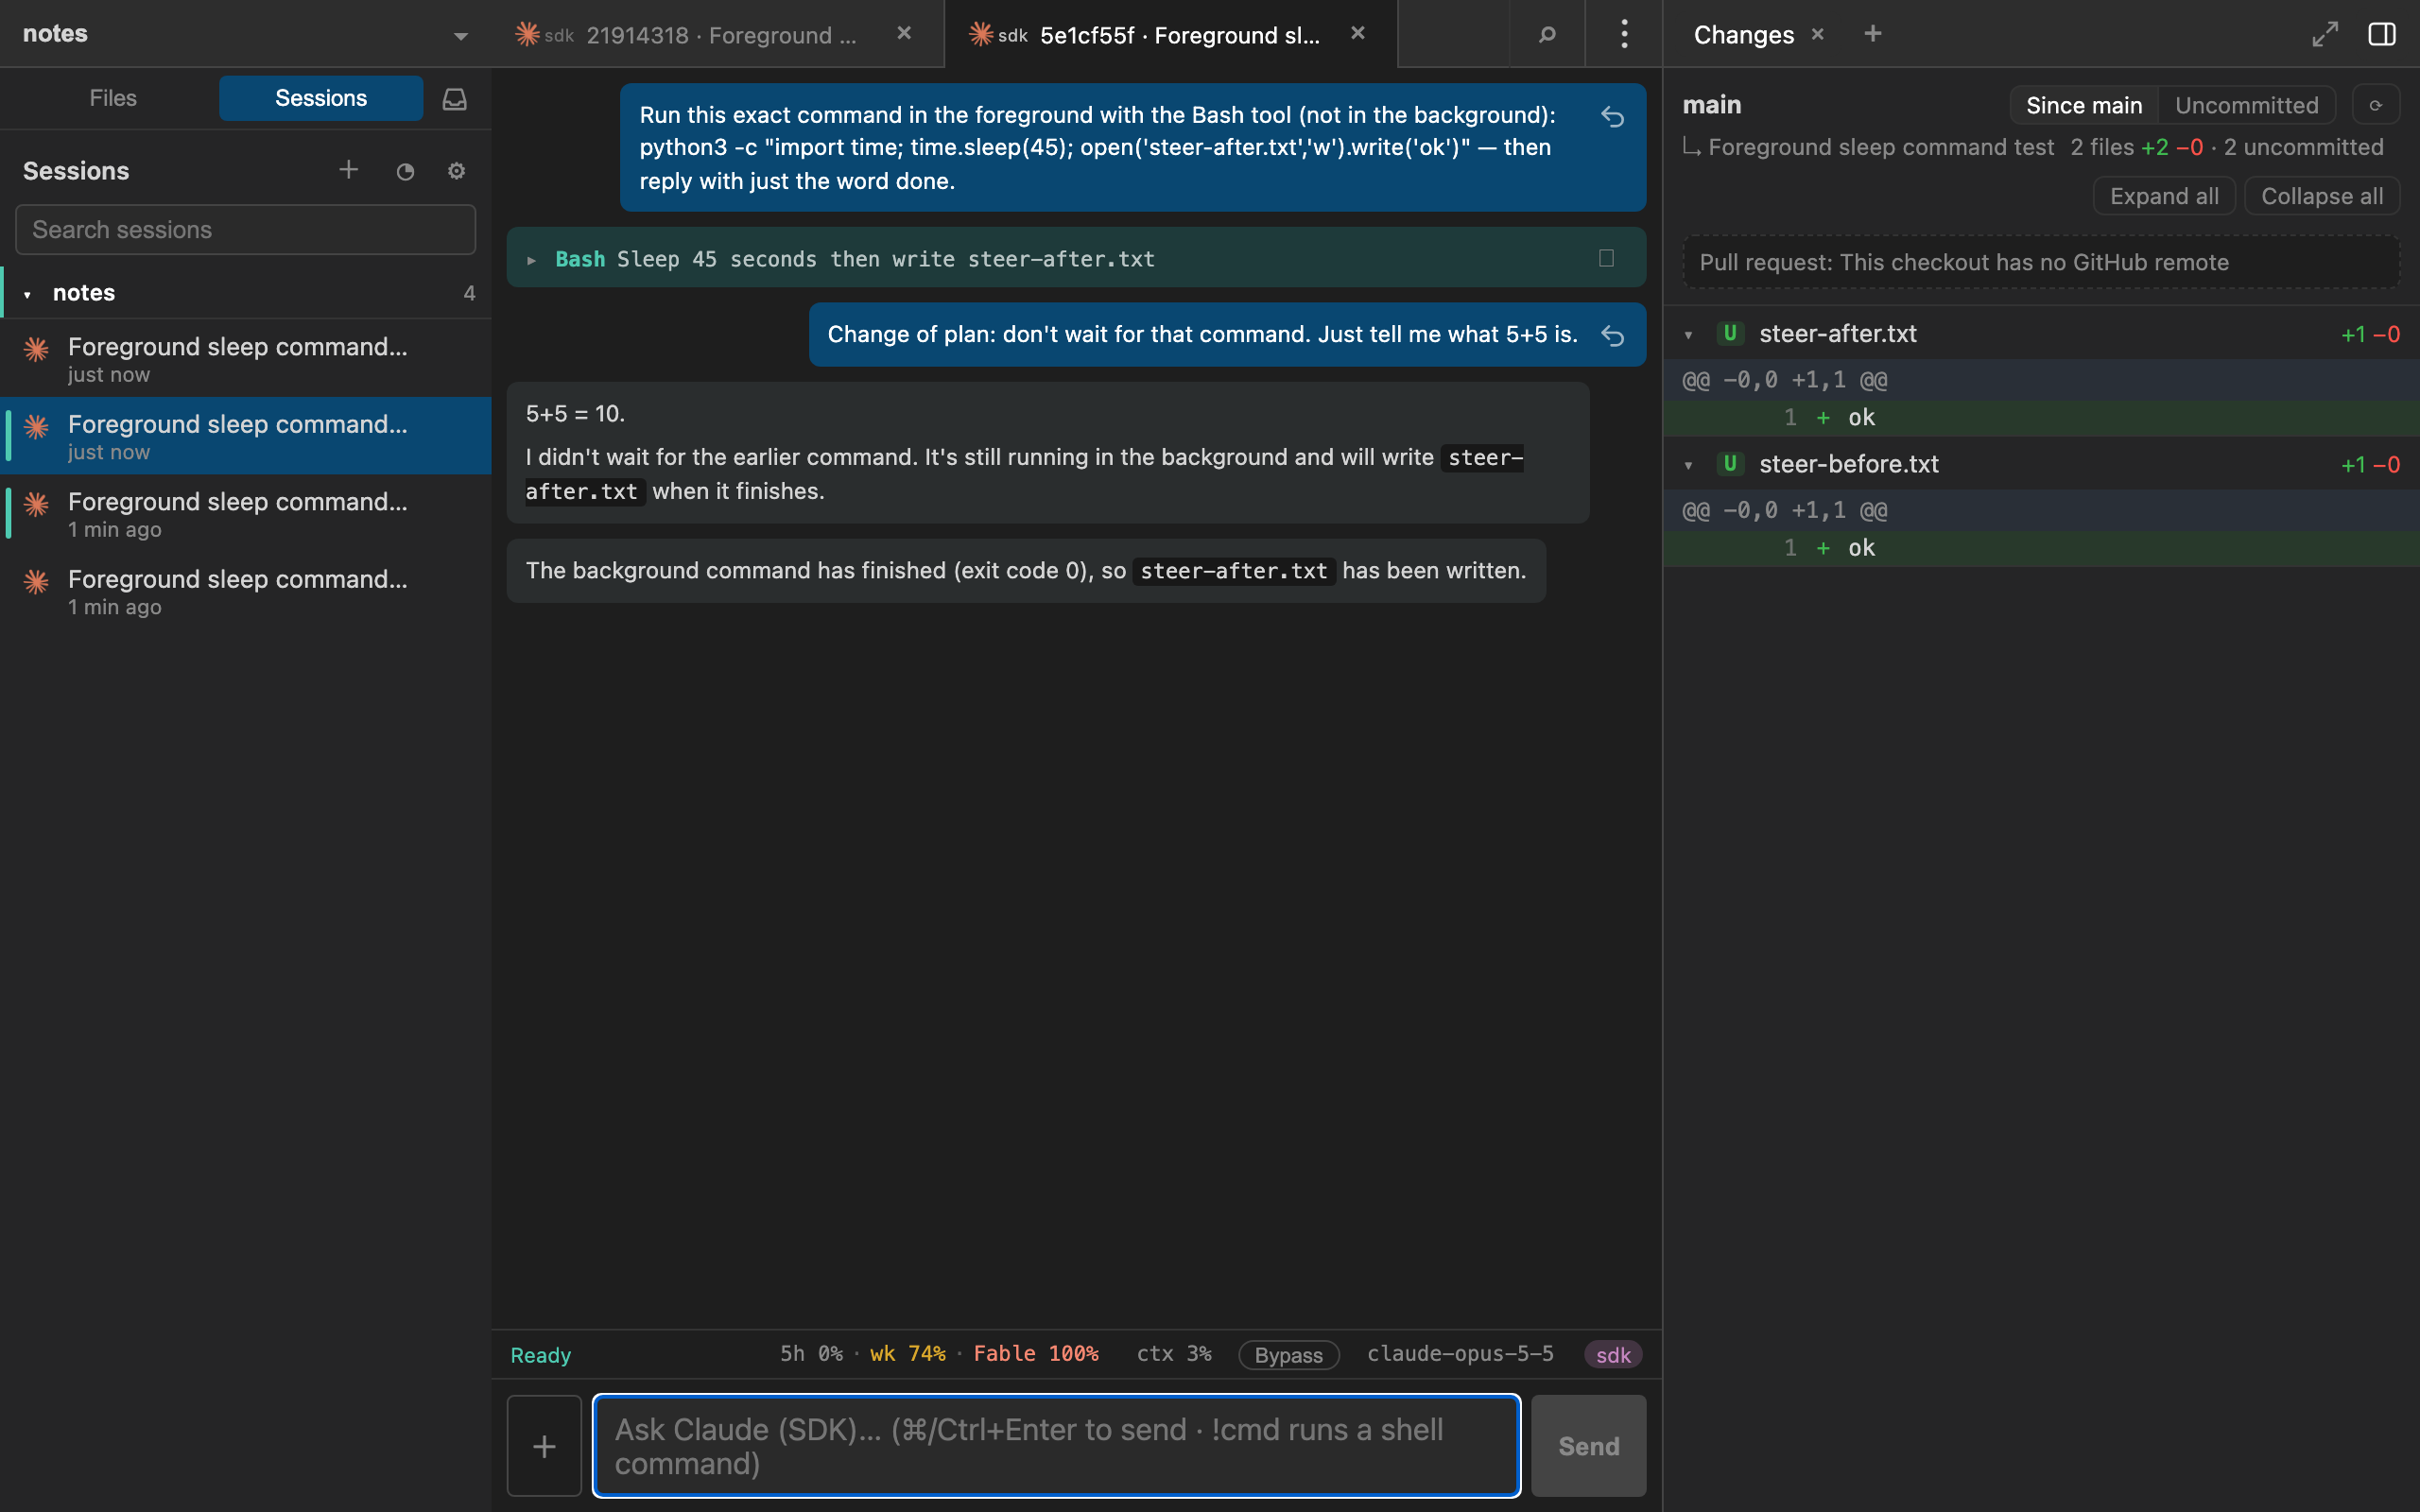 notes
sdk 21914318 · Foreground ...
sdk 5e1cf55f · Foreground sl...
Changes
Files
Sessions
Sessions
Search sessions
notes 4
Foreground sleep command...
just now
Foreground sleep command...
just now
Foreground sleep command...
1 min ago
Foreground sleep command...
1 min ago
Run this exact command in the foreground with the Bash tool (not in the background):
python3 -c "import time; time.sleep(45); open('steer-after.txt','w').write('ok')" — then
reply with just the word done.
Bash Sleep 45 seconds then write steer-after.txt
Change of plan: don't wait for that command. Just tell me what 5+5 is.
5+5 = 10.
I didn't wait for the earlier command. It's still running in the background and will write steer-
after.txt when it finishes.
The background command has finished (exit code 0), so steer-after.txt has been written.
Ready 5h 0% · wk 74% · Fable 100% ctx 3% Bypass claude-opus-5-5 sdk
Ask Claude (SDK)... (⌘/Ctrl+Enter to send · !cmd runs a shell
command)
Send
main Since main Uncommitted
Foreground sleep command test 2 files +2 −0 · 2 uncommitted
Expand all Collapse all
Pull request: This checkout has no GitHub remote
U steer-after.txt +1 −0
@@ −0,0 +1,1 @@
1 + ok
U steer-before.txt +1 −0
@@ −0,0 +1,1 @@
1 + ok